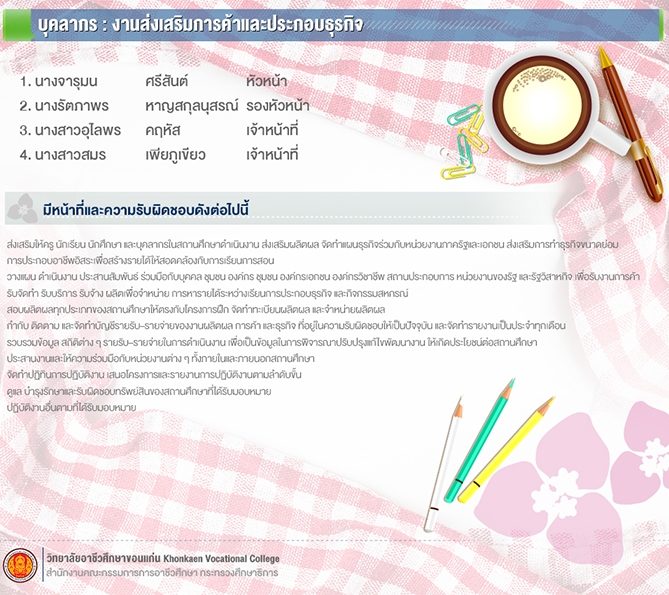 บุคลากร : งานส่งเสริมการค้าและประกอบธุรกิจ
1. นางจารุมน ศรีสันต์ หัวหน้า
2. นางรัตภาพร หาญสกุลนุสรณ์ รองหัวหน้า
3. นางสาวอุไลพร คฤหัส เจ้าหน้าที่
4. นางสาวสมร เพียภูเขียว เจ้าหน้าที่
มีหน้าที่และความรับผิดชอบดังต่อไปนี้
ส่งเสริมให้ครู นักเรียน นักศึกษา และบุคลากรในสถานศึกษาดำเนินงาน ส่งเสริมผลิตผล จัดทำแผนธุรกิจร่วมกับหน่วยงานภาครัฐและเอกชน ส่งเสริมการทำธุรกิจขนาดย่อม
การประกอบอาชีพอิสระเพื่อสร้างรายได้ให้สอดคล้องกับการเรียนการสอน
วางแผน ดำเนินงาน ประสานสัมพันธ์ ร่วมมือกับบุคคล ชุมชน องค์กร ชุมชน องค์กรเอกชน องค์กรวิชาชีพ สถานประกอบการ หน่วยงานของรัฐ และรัฐวิสาหกิจ เพื่อรับงานการค้า
รับจัดทำ รับบริการ รับจ้าง ผลิตเพื่อจำหน่าย การหารายได้ระหว่างเรียนการประกอบธุรกิจ และกิจกรรมสหกรณ์
สอบผลิตผลทุกประเภทของสถานศึกษาให้ตรงกับโครงการฝึก จัดทำทะเบียนผลิตผล และจำหน่ายผลิตผล
กำกับ ติดตาม และจัดทำบัญชีรายรับ-รายจ่ายของงานผลิตผล การค้า และธุรกิจ ที่อยู่ในความรับผิดชอบให้เป็นปัจจุบัน และจัดทำรายงานเป็นประจำทุกเดือน
รวบรวมข้อมูล สถิติต่าง ๆ รายรับ-รายจ่ายในการดำเนินงาน เพื่อเป็นข้อมูลในการพิจารณาปรับปรุงแก้ไขพัฒนางาน ให้เกิดประโยชน์ต่อสถานศึกษา
ประสานงานและให้ความร่วมมือกับหน่วยงานต่าง ๆ ทั้งภายในและภายนอกสถานศึกษา
จัดทำปฏิทินการปฏิบัติงาน เสนอโครงการและรายงานการปฏิบัติงานตามลำดับขั้น
ดูแล บำรุงรักษาและรับผิดชอบทรัพย์สินของสถานศึกษาที่ได้รับมอบหมาย
ปฏิบัติงานอื่นตามที่ได้รับมอบหมาย
วิทยาลัยอาชีวศึกษาขอนแก่น Khonkaen Vocational College
สำนักงานคณะกรรมการการอาชีวศึกษา กระทรวงศึกษาธิการ